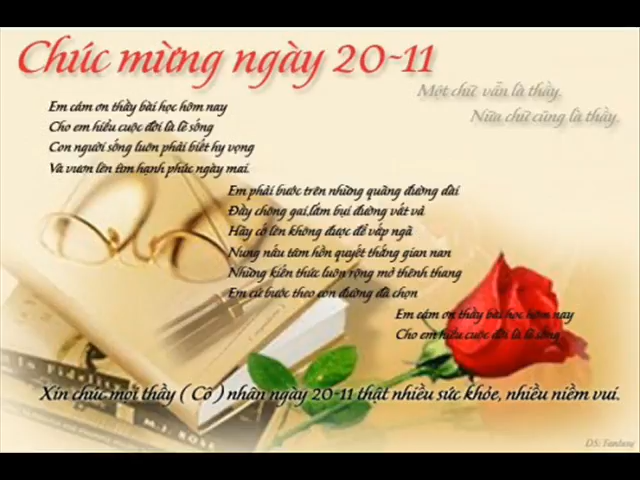 Chúc mừng ngày 20-11
Một chữ vẫn là thầy.
Nửa chữ cũng là thầy.
Em cám ơn thầy bài học hôm nay
Cho em hiểu cuộc đời là lẽ sống
Con người sống luôn phải biết hy vọng
Và vươn lên tìm hạnh phúc ngày mai.
Em phải bước trên những quãng đường dài
Đầy chông gai,lấm bụi đường vất vả
Hãy cố lên không được để vấp ngã
Nung nấu tâm hồn quyết thắng gian nan
Những kiến thức luôn rộng mở thênh thang
Em cứ bước theo con đường đã chọn
Em cám ơn thầy bài học hôm nay
Cho em hiểu cuộc đời là lẽ sống
Xin chúc mọi thầy ( Cô ) nhân ngày 20-11 thật nhiều sức khỏe, nhiều niềm vui.
M.J. ROSE
DS: Fantasy